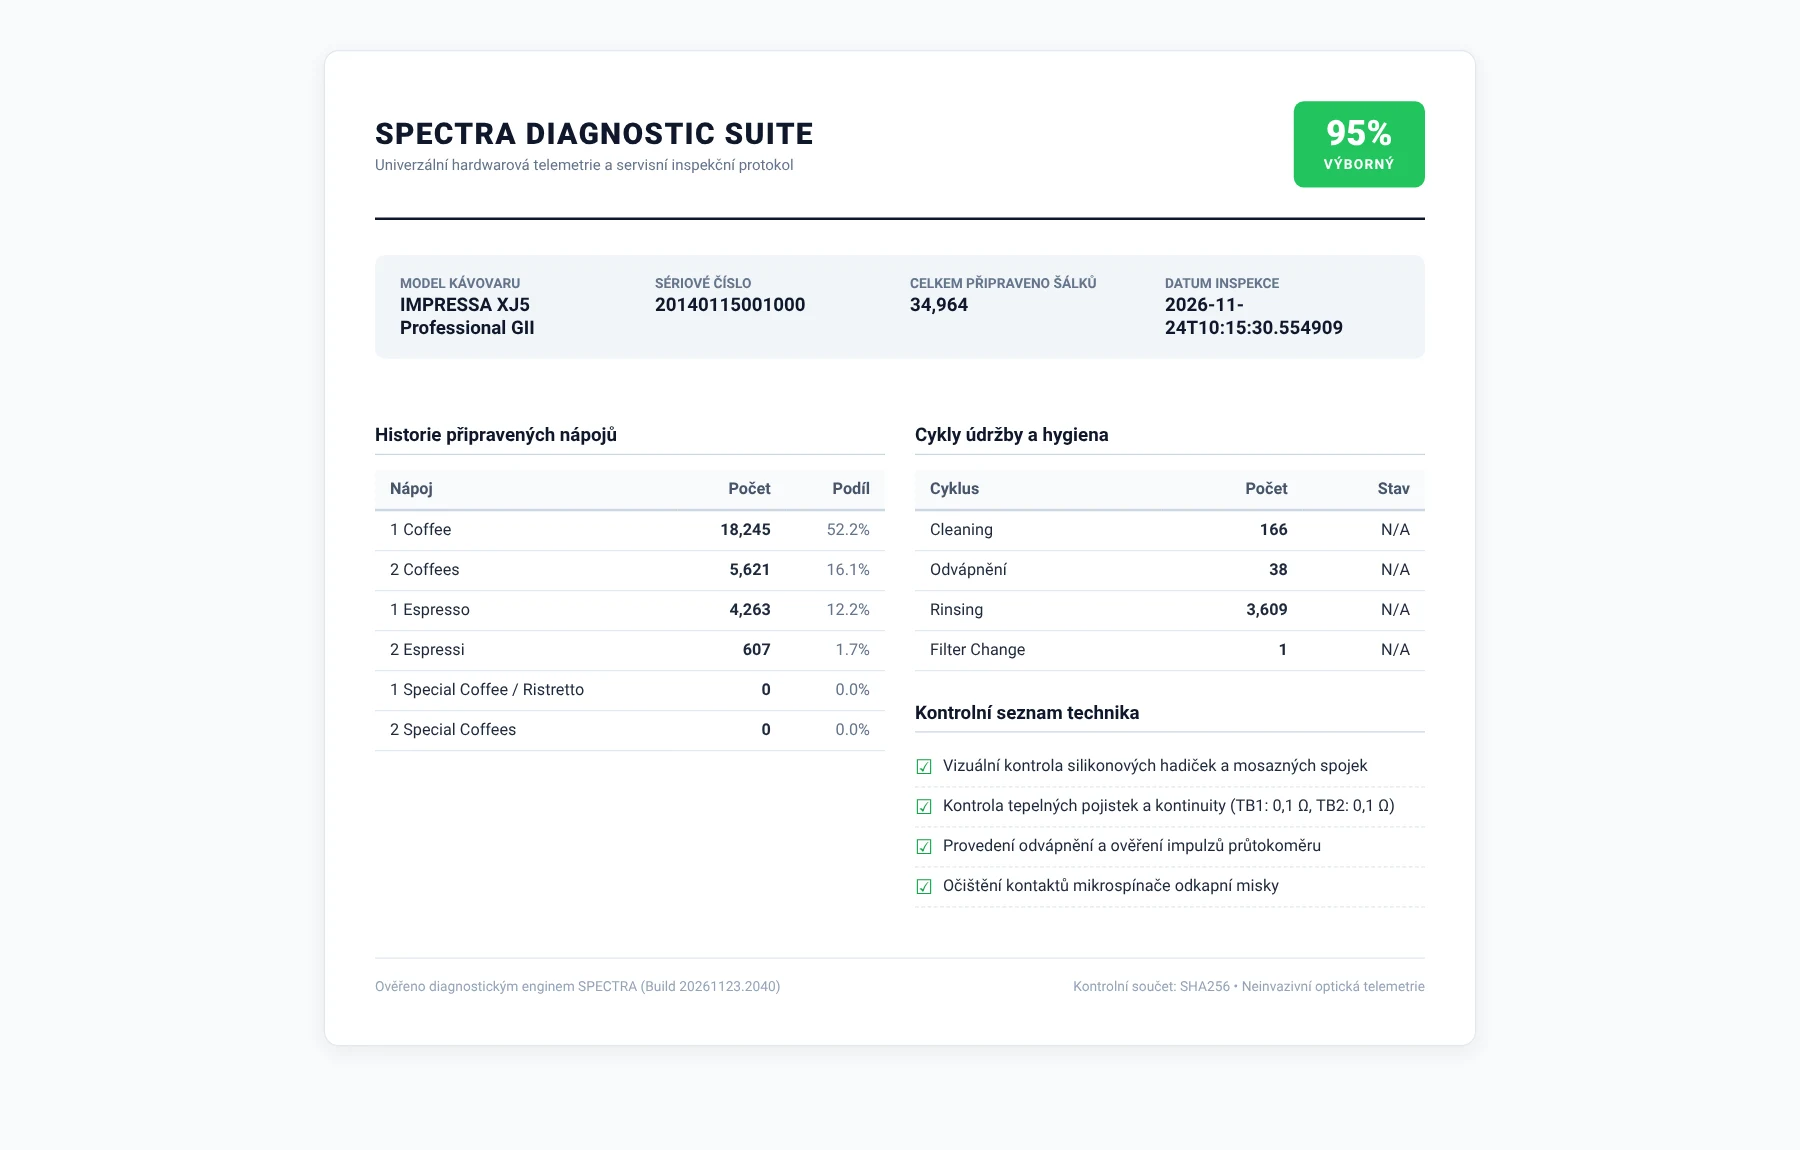 SPECTRA DIAGNOSTIC SUITE
Univerzální hardwarová telemetrie a servisní inspekční protokol
95%
VÝBORNÝ
MODEL KÁVOVARU
IMPRESSA XJ5
Professional GII
SÉRIOVÉ ČÍSLO
20140115001000
CELKEM PŘIPRAVENO ŠÁLKŮ
34,964
DATUM INSPEKCE
2026-11-
24T10:15:30.554909
Historie připravených nápojů
Nápoj Počet Podíl
1 Coffee 18,245 52.2%
2 Coffees 5,621 16.1%
1 Espresso 4,263 12.2%
2 Espressi 607 1.7%
1 Special Coffee / Ristretto 0 0.0%
2 Special Coffees 0 0.0%
Cykly údržby a hygiena
Cyklus Počet Stav
Cleaning 166 N/A
Odvápnění 38 N/A
Rinsing 3,609 N/A
Filter Change 1 N/A
Kontrolní seznam technika
☑ Vizuální kontrola silikonových hadiček a mosazných spojek
☑ Kontrola tepelných pojistek a kontinuity (TB1: 0,1 Ω, TB2: 0,1 Ω)
☑ Provedení odvápnění a ověření impulzů průtokoměru
☑ Očištění kontaktů mikrospínače odkapní misky
Ověřeno diagnostickým enginem SPECTRA (Build 20261123.2040)
Kontrolní součet: SHA256 • Neinvazivní optická telemetrie